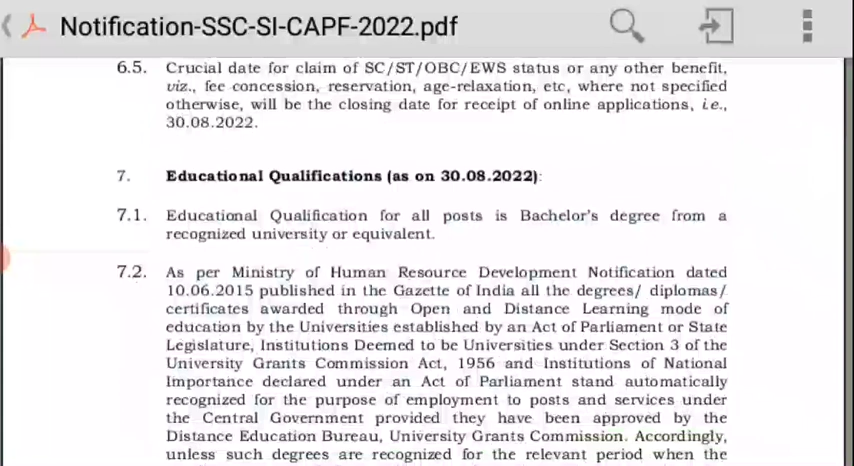 Notification-SSC-SI-CAPF-2022.pdf
6.5. Crucial date for claim of SC/ST/OBC/EWS status or any other benefit,
viz., fee concession, reservation, age-relaxation, etc, where not specified
otherwise, will be the closing date for receipt of online applications, i.e.,
30.08.2022.
7. Educational Qualifications (as on 30.08.2022):
7.1. Educational Qualification for all posts is Bachelor's degree from a
recognized university or equivalent.
7.2. As per Ministry of Human Resource Development Notification dated
10.06.2015 published in the Gazette of India all the degrees/ diplomas/
certificates awarded through Open and Distance Learning mode of
education by the Universities established by an Act of Parliament or State
Legislature, Institutions Deemed to be Universities under Section 3 of the
University Grants Commission Act, 1956 and Institutions of National
Importance declared under an Act of Parliament stand automatically
recognized for the purpose of employment to posts and services under
the Central Government provided they have been approved by the
Distance Education Bureau, University Grants Commission. Accordingly,
unless such degrees are recognized for the relevant period when the